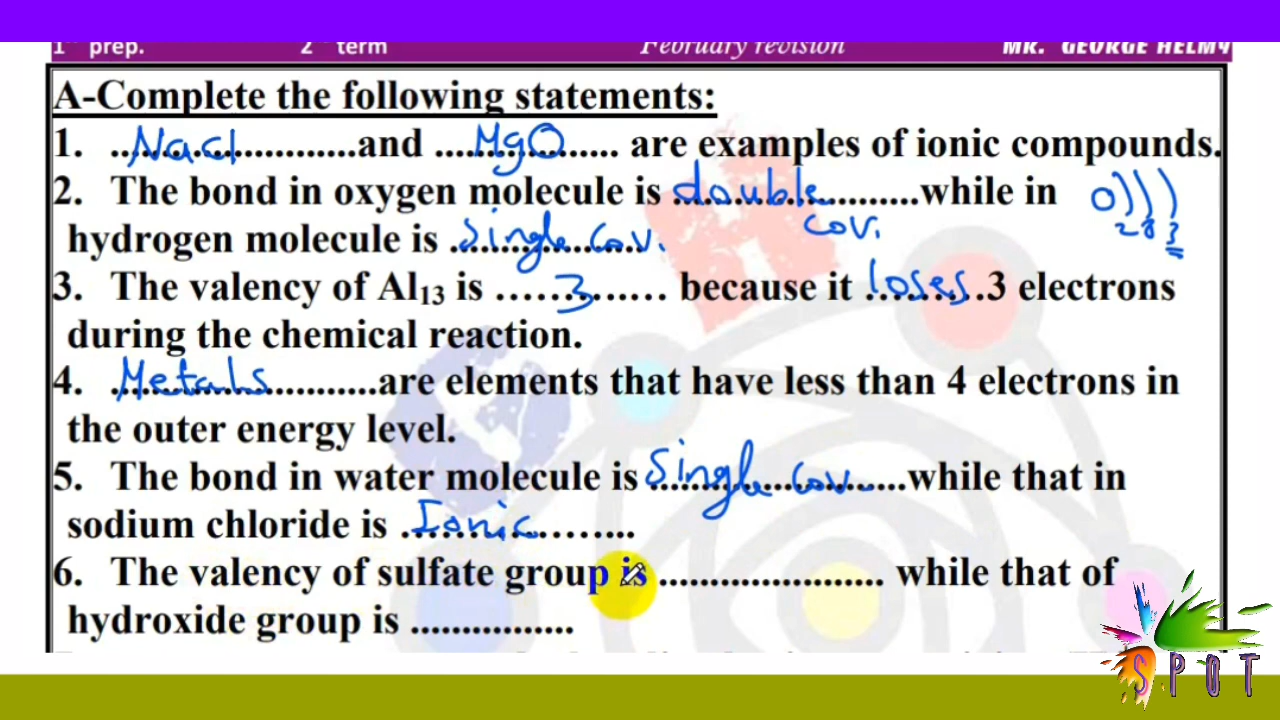 1 prep. 2 term February revision MR. GEORGE HELMY
A-Complete the following statements:
1. ..NaCl......................and ....MgO.............. are examples of ionic compounds.
2. The bond in oxygen molecule is double cov. ..........while in
hydrogen molecule is ..single cov.
O ) ) )
2 8 3
3. The valency of Al13 is ……3……… because it loses.3 electrons
during the chemical reaction.
4. Metals............are elements that have less than 4 electrons in
the outer energy level.
5. The bond in water molecule is Single cov.......while that in
sodium chloride is Ionic………...
6. The valency of sulfate group is ...................... while that of
hydroxide group is ................
SPOT